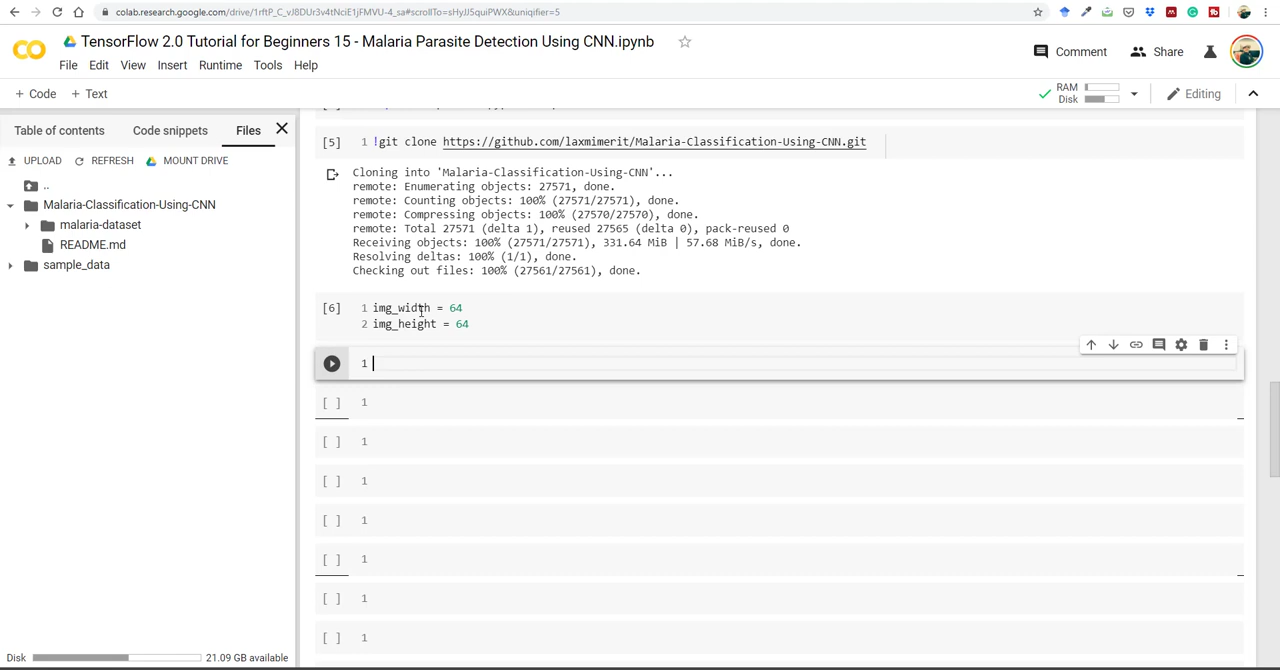 colab.research.google.com/drive/1rftP_C_vJ8DUr3v4tNciE1jFMVU-4_sa#scrollTo=sHyJJ5quiPWX&uniqifier=5
TensorFlow 2.0 Tutorial for Beginners 15 - Malaria Parasite Detection Using CNN.ipynb
File Edit View Insert Runtime Tools Help
Comment Share
+ Code + Text
RAM
Disk
Editing
Table of contents Code snippets Files
UPLOAD REFRESH MOUNT DRIVE
..
Malaria-Classification-Using-CNN
malaria-dataset
README.md
sample_data
Disk 21.09 GB available
[5] 1 !git clone https://github.com/laxmimerit/Malaria-Classification-Using-CNN.git
Cloning into 'Malaria-Classification-Using-CNN'...
remote: Enumerating objects: 27571, done.
remote: Counting objects: 100% (27571/27571), done.
remote: Compressing objects: 100% (27570/27570), done.
remote: Total 27571 (delta 1), reused 27565 (delta 0), pack-reused 0
Receiving objects: 100% (27571/27571), 331.64 MiB | 57.68 MiB/s, done.
Resolving deltas: 100% (1/1), done.
Checking out files: 100% (27561/27561), done.
[6] 1 img_width = 64
2 img_height = 64
1
[ ] 1
[ ] 1
[ ] 1
[ ] 1
[ ] 1
[ ] 1
[ ] 1